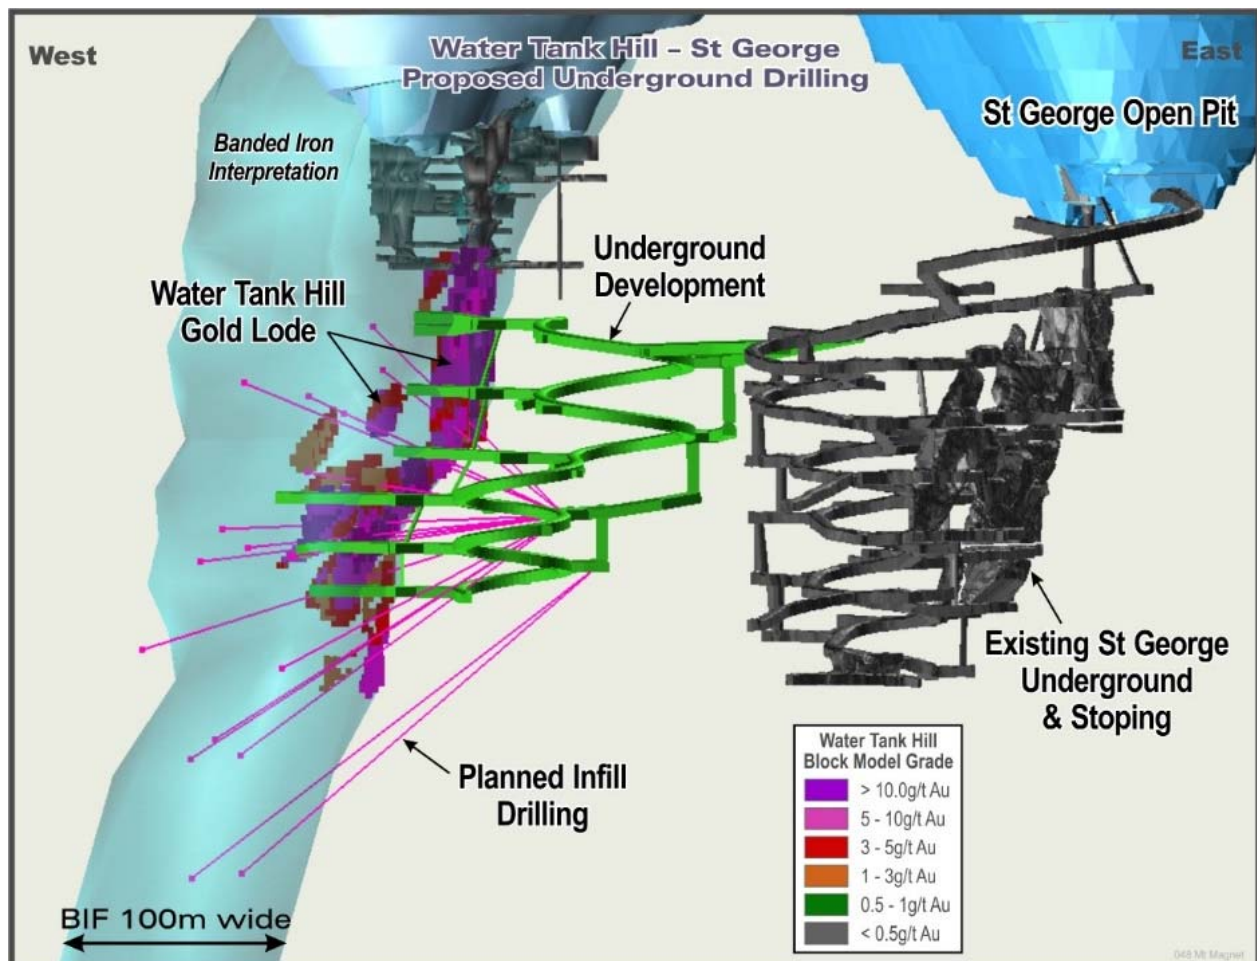 West
Water Tank Hill – St George
Proposed Underground Drilling
East
St George Open Pit
Banded Iron
Interpretation
Underground
Development
Water Tank Hill
Gold Lode
Existing St George
Underground
& Stoping
Planned Infill
Drilling
Water Tank Hill
Block Model Grade
> 10.0g/t Au
5 - 10g/t Au
3 - 5g/t Au
1 - 3g/t Au
0.5 - 1g/t Au
< 0.5g/t Au
BIF 100m wide
048 Mt Magnet